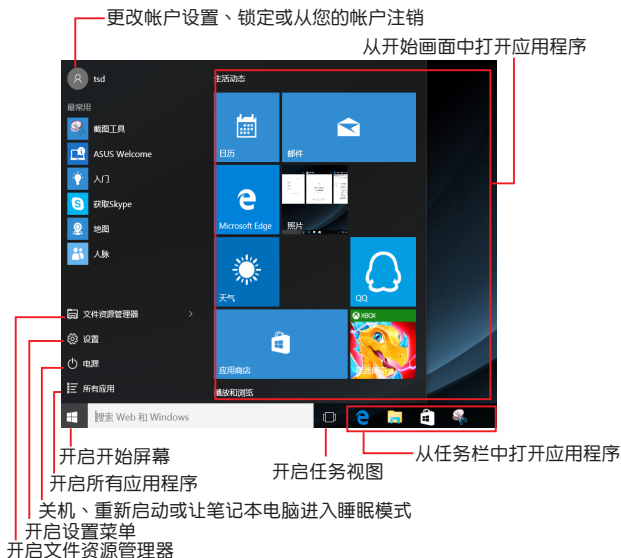 更改帐户设置、锁定或从您的帐户注销
从开始画面中打开应用程序
tsd
生活动态
最常用
截图工具
ASUS Welcome
入门
获取Skype
地图
人脉
日历
邮件
Microsoft Edge
照片
天气
QQ
XBOX
应用商店
播放和浏览
文件资源管理器
设置
电源
所有应用
搜索 Web 和 Windows
开启开始屏幕
开启任务视图
从任务栏中打开应用程序
开启所有应用程序
关机、重新启动或让笔记本电脑进入睡眠模式
开启设置菜单
开启文件资源管理器